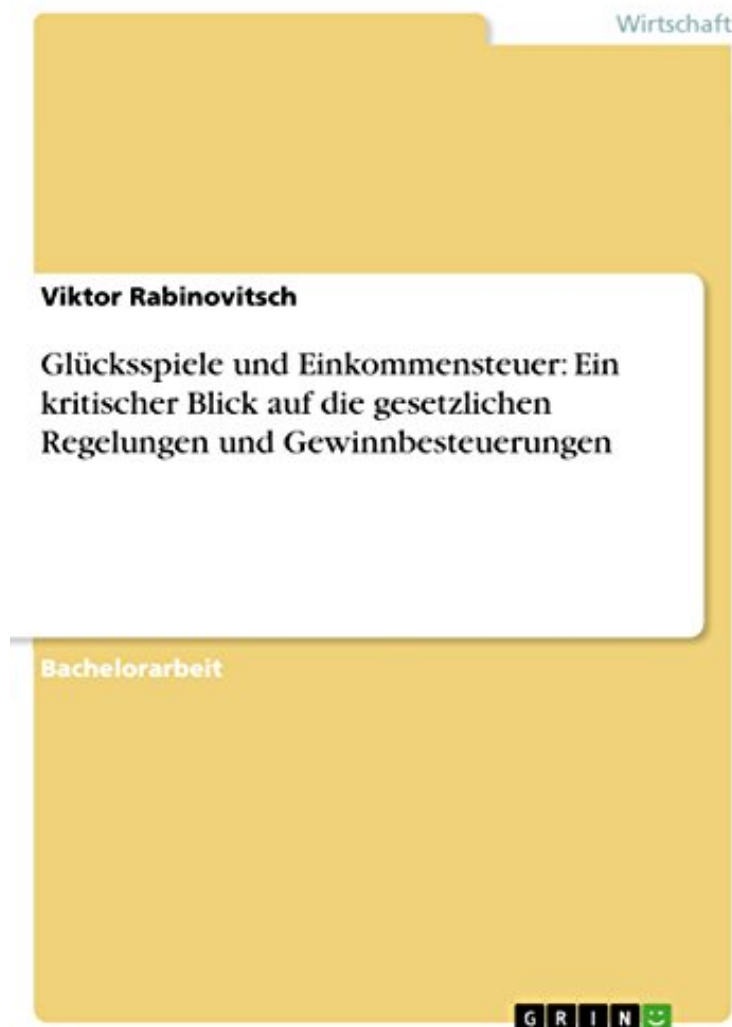 Wirtschaft
Viktor Rabinovitsch
Glücksspiele und Einkommensteuer: Ein
kritischer Blick auf die gesetzlichen
Regelungen und Gewinnbesteuerungen
Bachelorarbeit
GRIN